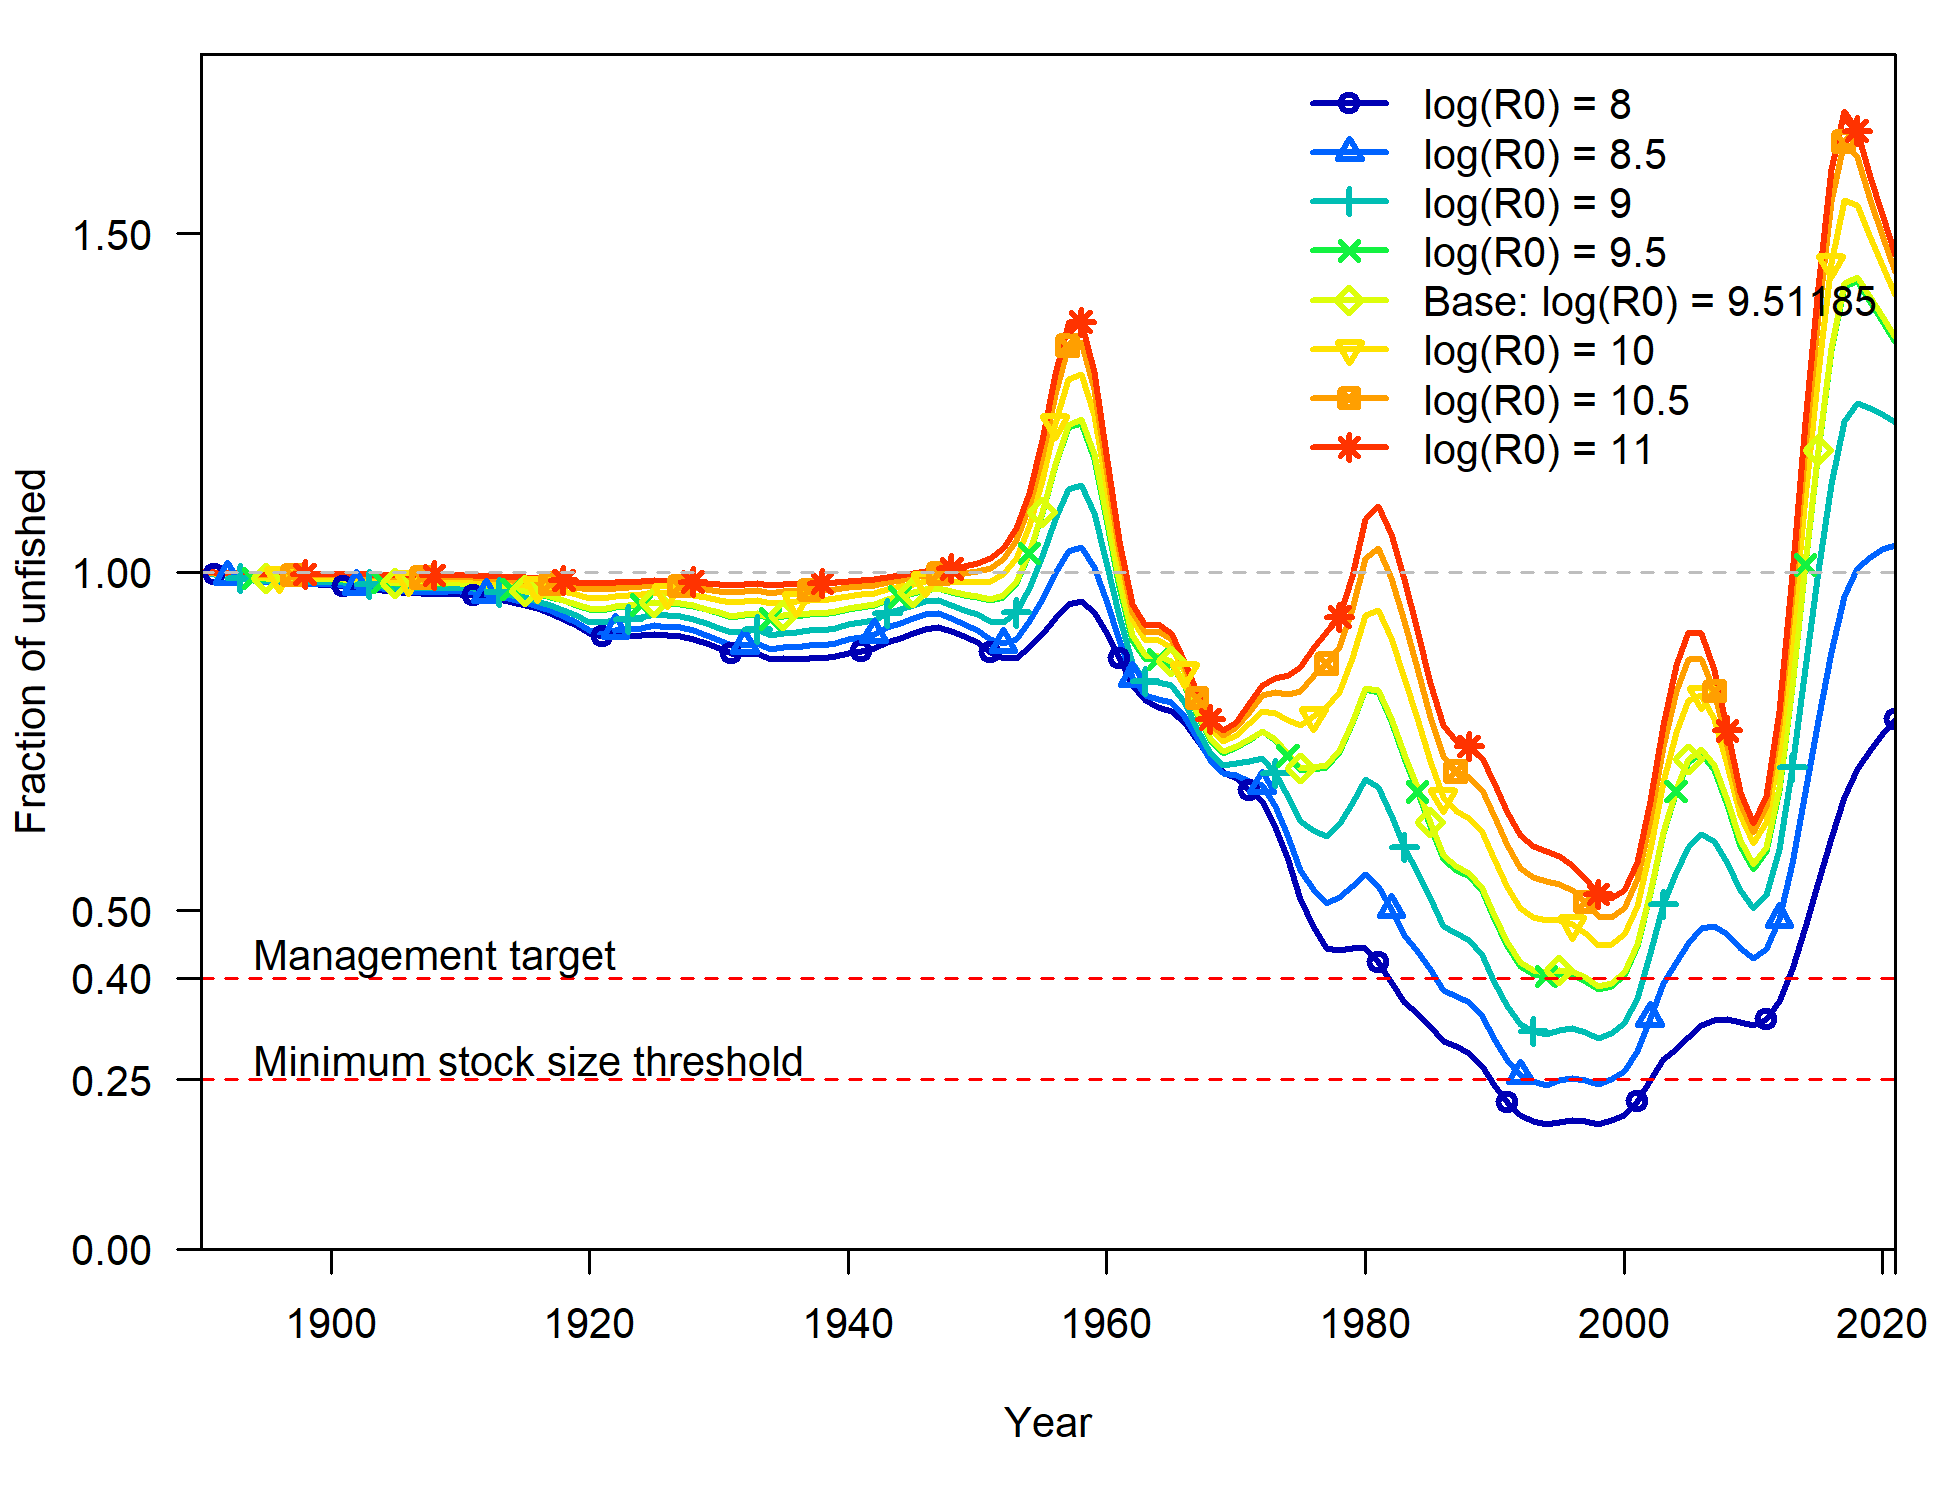 log(R0) = 8
log(R0) = 8.5
log(R0) = 9
log(R0) = 9.5
Base: log(R0) = 9.51185
log(R0) = 10
log(R0) = 10.5
log(R0) = 11
1.50
1.00
0.50
0.40
0.25
0.00
Fraction of unfished
Management target
Minimum stock size threshold
1900 1920 1940 1960 1980 2000 2020
Year